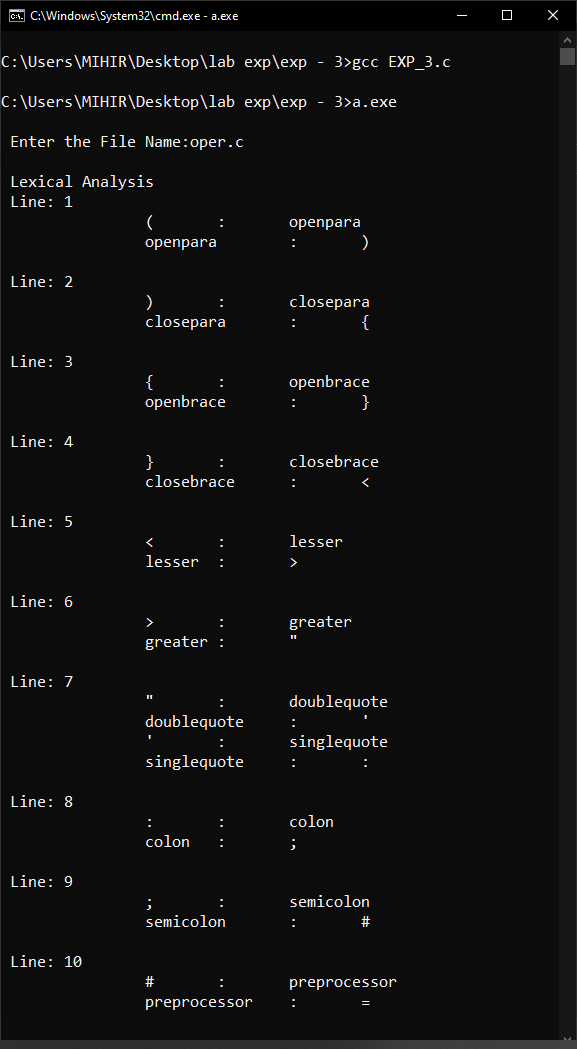 C:\Windows\System32\cmd.exe - a.exe
C:\Users\MIHIR\Desktop\lab exp\exp - 3>gcc EXP_3.c
C:\Users\MIHIR\Desktop\lab exp\exp - 3>a.exe
Enter the File Name:oper.c
Lexical Analysis
Line: 1
( : openpara
openpara : )
Line: 2
) : closepara
closepara : {
Line: 3
{ : openbrace
openbrace : }
Line: 4
} : closebrace
closebrace : <
Line: 5
< : lesser
lesser : >
Line: 6
> : greater
greater : "
Line: 7
" : doublequote
doublequote : '
' : singlequote
singlequote : :
Line: 8
: : colon
colon : ;
Line: 9
; : semicolon
semicolon : #
Line: 10
# : preprocessor
preprocessor : =